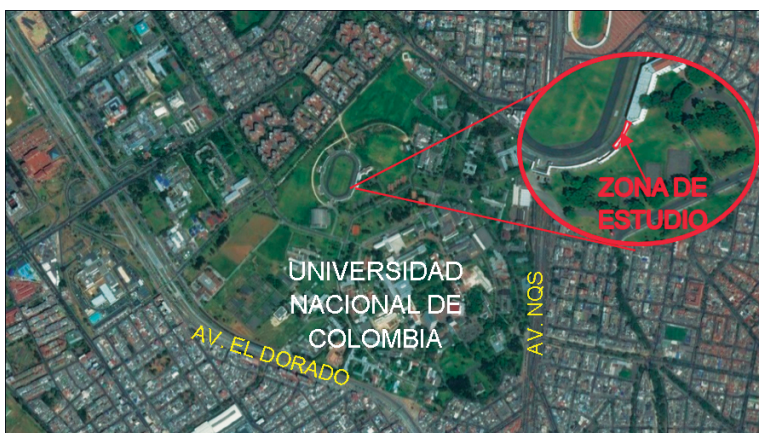 ZONA DE
ESTUDIO
UNIVERSIDAD
NACIONAL DE
COLOMBIA
AV. EL DORADO
AV. NQS